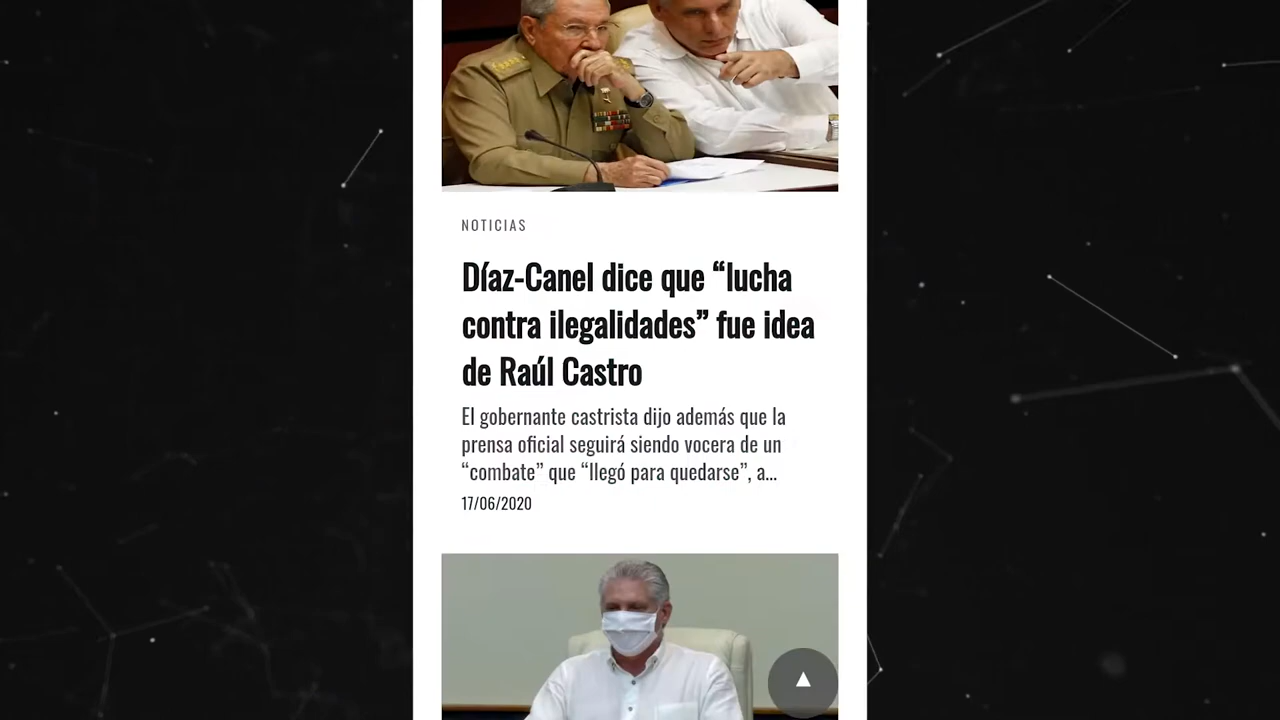 NOTICIAS
Díaz-Canel dice que “lucha
contra ilegalidades” fue idea
de Raúl Castro
El gobernante castrista dijo además que la
prensa oficial seguirá siendo vocera de un
“combate” que “llegó para quedarse”, a...
17/06/2020